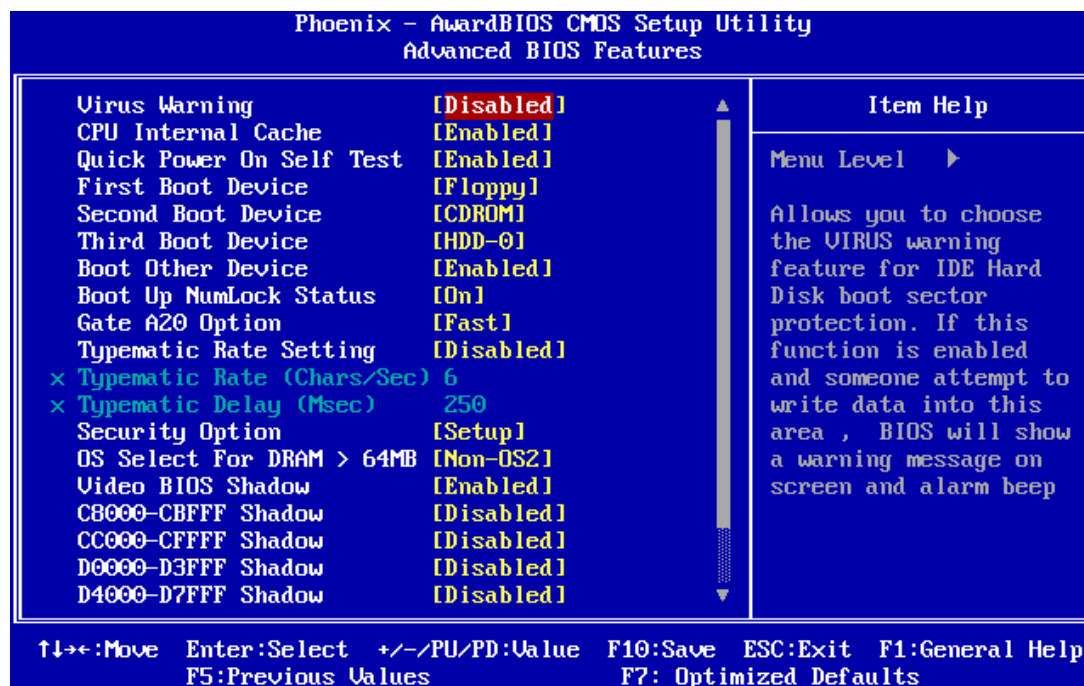 Phoenix - AwardBIOS CMOS Setup Utility
Advanced BIOS Features
Virus Warning [Disabled]
CPU Internal Cache [Enabled]
Quick Power On Self Test [Enabled]
First Boot Device [Floppy]
Second Boot Device [CDROM]
Third Boot Device [HDD-0]
Boot Other Device [Enabled]
Boot Up NumLock Status [On]
Gate A20 Option [Fast]
Typematic Rate Setting [Disabled]
x Typematic Rate (Chars/Sec) 6
x Typematic Delay (Msec) 250
Security Option [Setup]
OS Select For DRAM > 64MB [Non-OS2]
Video BIOS Shadow [Enabled]
C8000-CBFFF Shadow [Disabled]
CC000-CFFFF Shadow [Disabled]
D0000-D3FFF Shadow [Disabled]
D4000-D7FFF Shadow [Disabled]
Item Help
Menu Level ▶
Allows you to choose
the VIRUS warning
feature for IDE Hard
Disk boot sector
protection. If this
function is enabled
and someone attempt to
write data into this
area , BIOS will show
a warning message on
screen and alarm beep
↑↓→←:Move Enter:Select +/-/PU/PD:Value F10:Save ESC:Exit F1:General Help
F5:Previous Values F7: Optimized Defaults